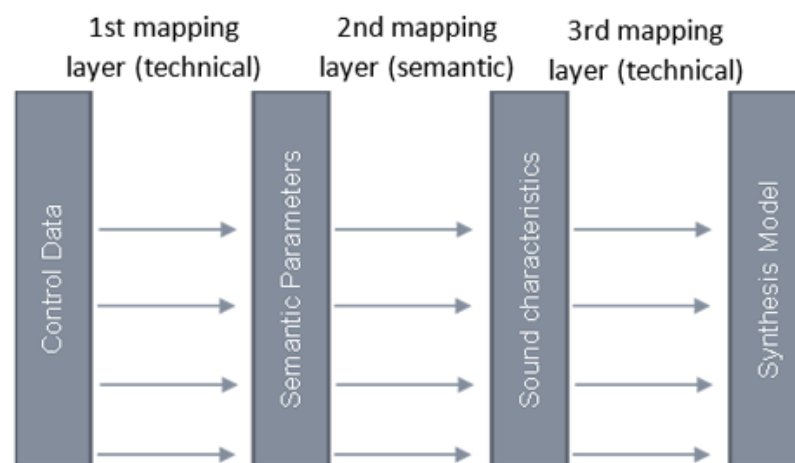 1st mapping
layer (technical)
2nd mapping
layer (semantic)
3rd mapping
layer (technical)
Control Data
Semantic Parameters
Sound characteristics
Synthesis Model